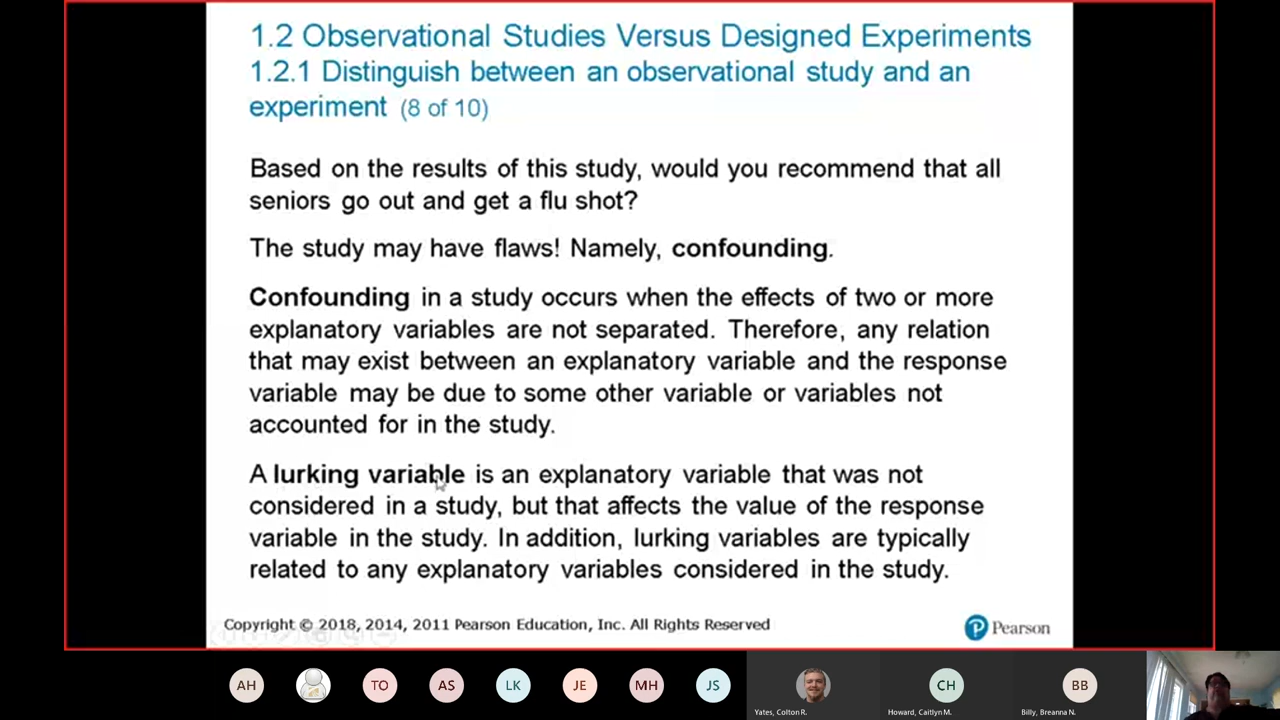 1.2 Observational Studies Versus Designed Experiments
1.2.1 Distinguish between an observational study and an
experiment (8 of 10)
Based on the results of this study, would you recommend that all
seniors go out and get a flu shot?
The study may have flaws! Namely, confounding.
Confounding in a study occurs when the effects of two or more
explanatory variables are not separated. Therefore, any relation
that may exist between an explanatory variable and the response
variable may be due to some other variable or variables not
accounted for in the study.
A lurking variable is an explanatory variable that was not
considered in a study, but that affects the value of the response
variable in the study. In addition, lurking variables are typically
related to any explanatory variables considered in the study.
Copyright © 2018, 2014, 2011 Pearson Education, Inc. All Rights Reserved
P Pearson
AH TO AS LK JE MH JS CH BB
Yates, Colton R. Howard, Caitlyn M. Billy, Breanna N.